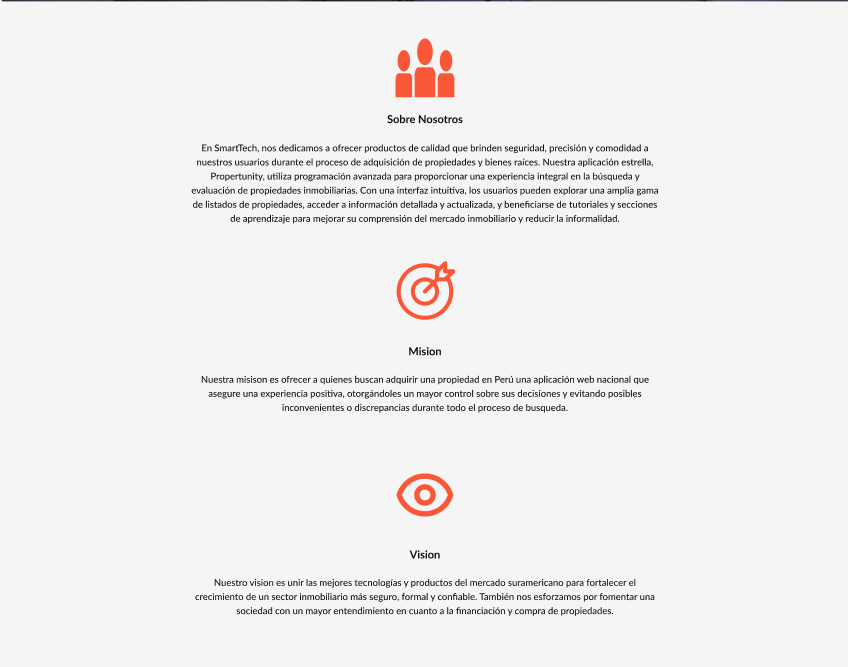 Sobre Nosotros
En SmartTech, nos dedicamos a ofrecer productos de calidad que brinden seguridad, precisión y comodidad a
nuestros usuarios durante el proceso de adquisición de propiedades y bienes raíces. Nuestra aplicación estrella,
Propertunity, utiliza programación avanzada para proporcionar una experiencia integral en la búsqueda y
evaluación de propiedades inmobiliarias. Con una interfaz intuitiva, los usuarios pueden explorar una amplia gama
de listados de propiedades, acceder a información detallada y actualizada, y beneficiarse de tutoriales y secciones
de aprendizaje para mejorar su comprensión del mercado inmobiliario y reducir la informalidad.
Mision
Nuestra misison es ofrecer a quienes buscan adquirir una propiedad en Perú una aplicación web nacional que
asegure una experiencia positiva, otorgándoles un mayor control sobre sus decisiones y evitando posibles
inconvenientes o discrepancias durante todo el proceso de busqueda.
Vision
Nuestro vision es unir las mejores tecnologías y productos del mercado suramericano para fortalecer el
crecimiento de un sector inmobiliario más seguro, formal y confiable. También nos esforzamos por fomentar una
sociedad con un mayor entendimiento en cuanto a la financiación y compra de propiedades.